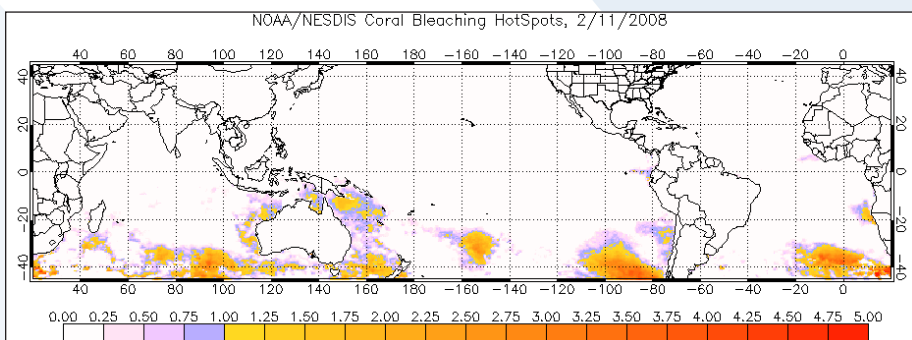 NOAA/NESDIS Coral Bleaching HotSpots, 2/11/2008
40 60 80 100 120 140 160 180 -160 -140 -120 -100 -80 -60 -40 -20 0
40 40
20 20
0 0
-20 -20
-40 -40
40 60 80 100 120 140 160 180 -160 -140 -120 -100 -80 -60 -40 -20 0
0.00 0.25 0.50 0.75 1.00 1.25 1.50 1.75 2.00 2.25 2.50 2.75 3.00 3.25 3.50 3.75 4.00 4.25 4.50 4.75 5.00